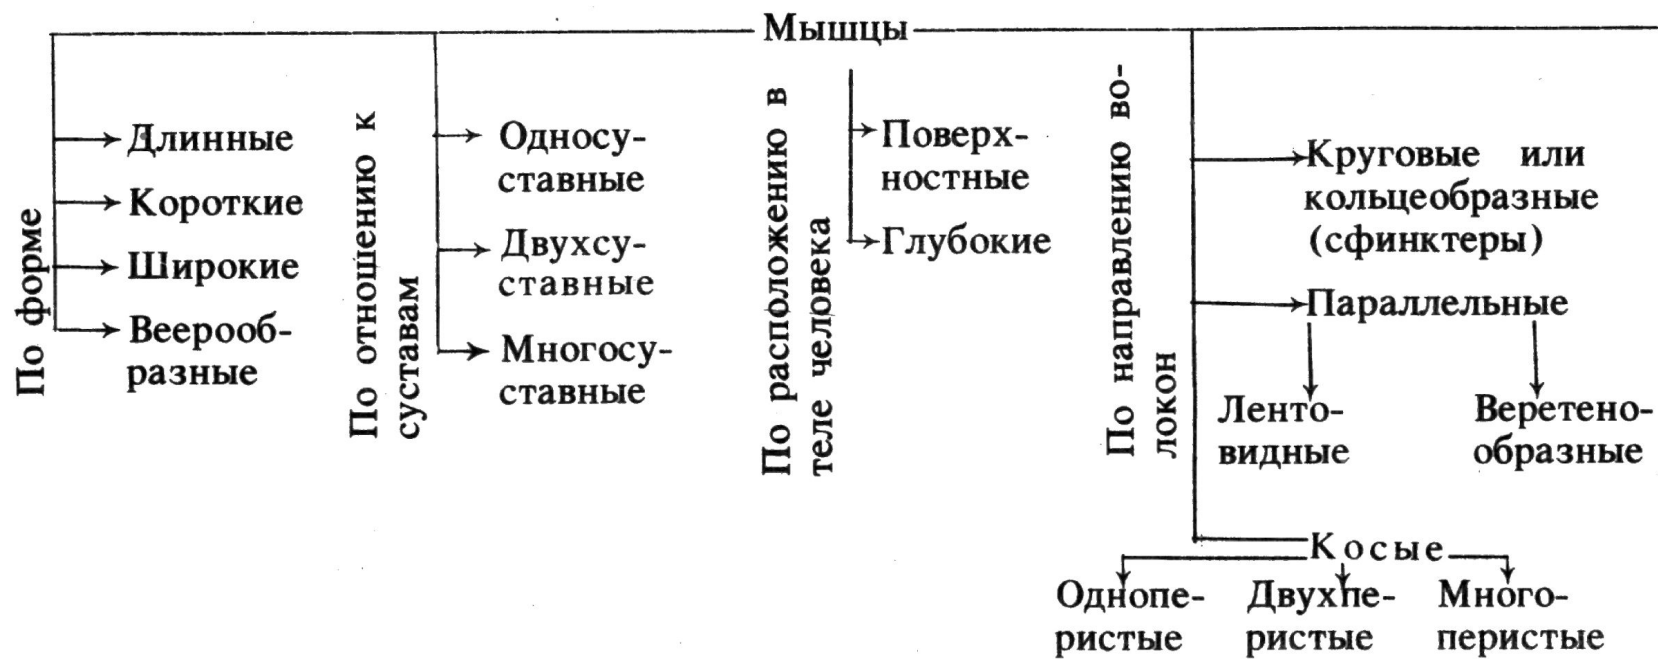 Мышцы
По форме
Длинные
Короткие
Широкие
Веерооб-
разные
По отношению к
суставам
Односу-
ставные
Двухсу-
ставные
Многосу-
ставные
По расположению в
теле человека
Поверх-
ностные
Глубокие
По направлению во-
локон
Круговые или
кольцеобразные
(сфинктеры)
Параллельные
Ленто-
видные
Веретено-
образные
Косые
Однопе-
ристые
Двухпе-
ристые
Много-
перистые